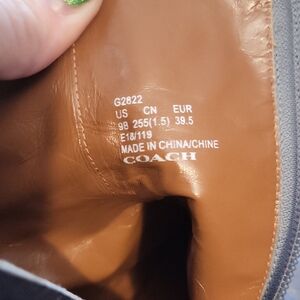 G2822
US CN EUR
9B 255(1.5) 39.5
E18/119
MADE IN CHINA/CHINE
COACH